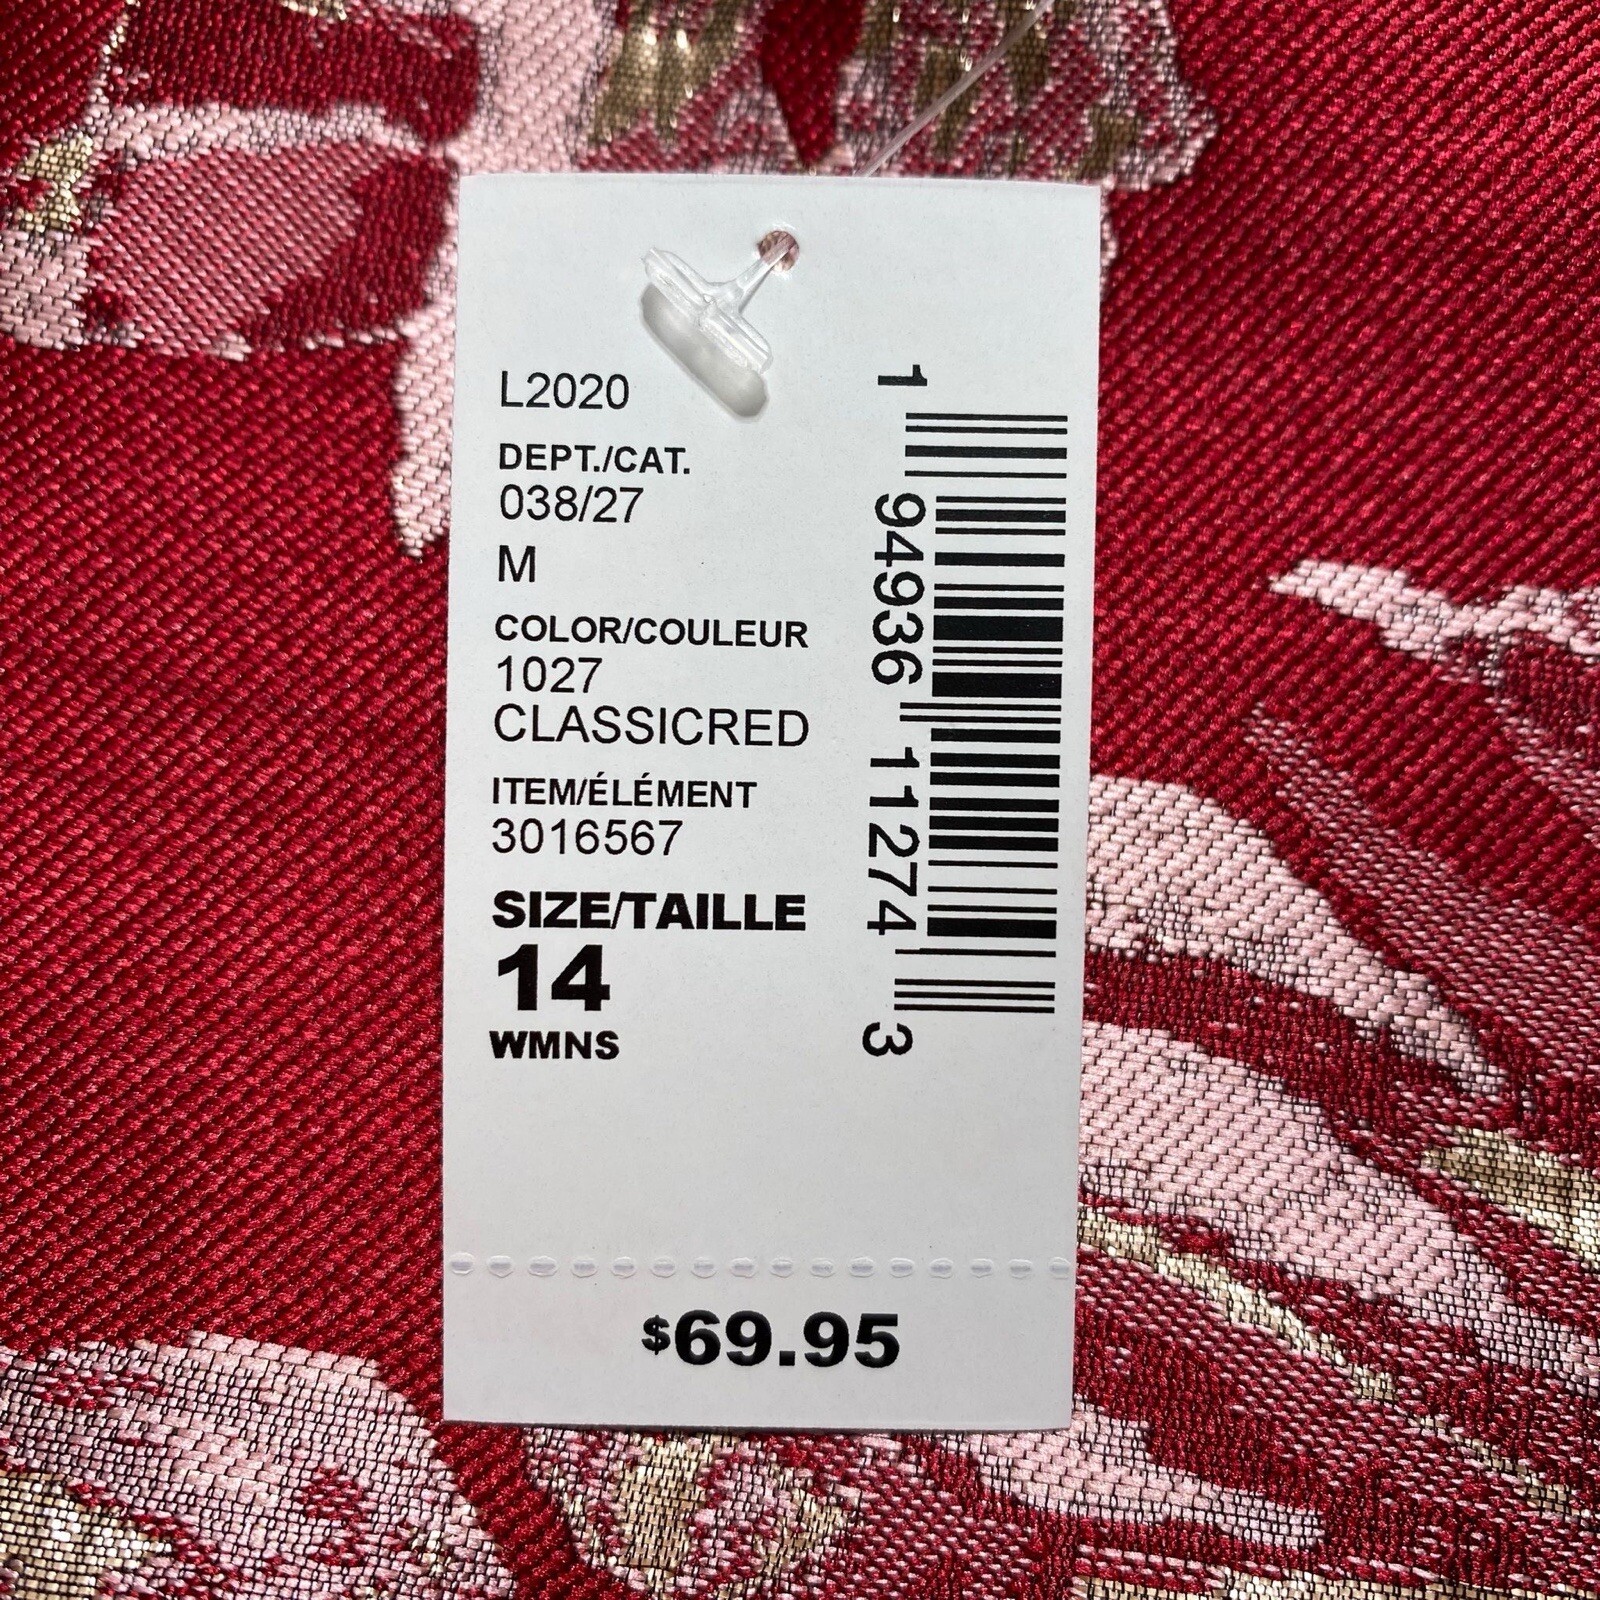 L2020
DEPT./CAT.
038/27
M
COLOR/COULEUR
1027
CLASSICRED
ITEM/ÉLÉMENT
3016567
SIZE/TAILLE
14
WMNS
1 94936 11274 3
$69.95